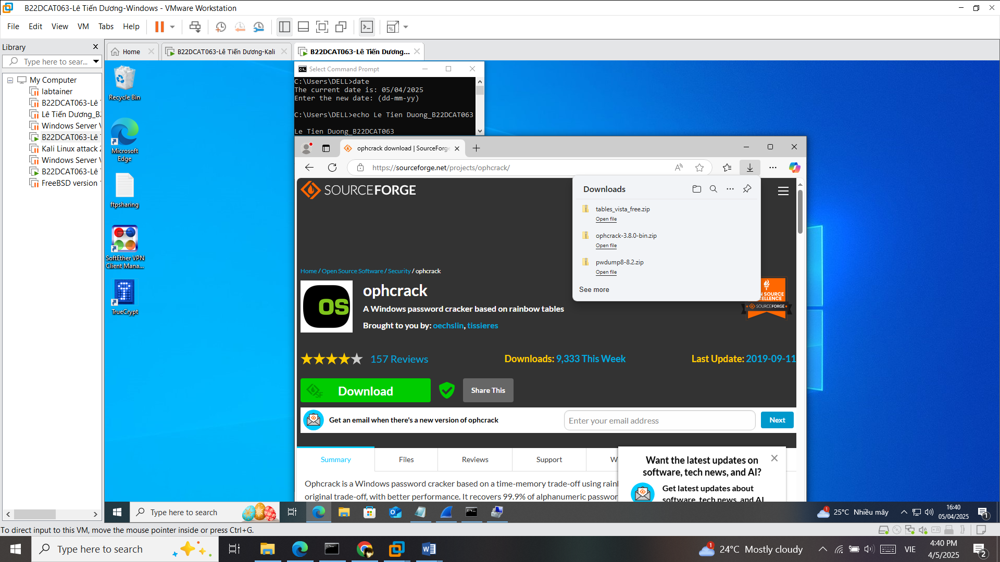 B22DCAT063-Lê Tiến Dương-Windows - VMware Workstation
File Edit View VM Tabs Help
Library
Type here to sear...
My Computer
labtainer
B22DCAT063-Lê
Lê Tiến Dương_B
Windows Server
B22DCAT063-Lê
Kali Linux attack
Windows Server
B22DCAT063-Lê
FreeBSD version
Home
B22DCAT063-Lê Tiến Dương-Kali
B22DCAT063-Lê Tiến Dương...
Recycle Bin
Microsoft
Edge
ftpsharing
SoftEther VPN
Client Mana...
TrueCrypt
Select Command Prompt
C:\Users\DELL>date
The current date is: 05/04/2025
Enter the new date: (dd-mm-yy)
C:\Users\DELL>echo Le Tien Duong_B22DCAT063
Le Tien Duong_B22DCAT063
ophcrack download | SourceForge
https://sourceforge.net/projects/ophcrack/
SOURCEFORGE
Downloads
tables_vista_free.zip
Open file
ophcrack-3.8.0-bin.zip
Open file
pwdump8-8.2.zip
Open file
See more
Home / Open Source Software / Security / ophcrack
OS
ophcrack
A Windows password cracker based on rainbow tables
Brought to you by: oechslin, tissieres
SOURCE
CELLENCE
SOURCEFORGE
157 Reviews
Downloads: 9,333 This Week
Last Update: 2019-09-11
SF
Download
Share This
Get an email when there's a new version of ophcrack
Enter your email address
Next
Summary
Files
Reviews
Support
W
Ophcrack is a Windows password cracker based on a time-memory trade-off using rain
original trade-off, with better performance. It recovers 99.9% of alphanumeric passwor
Want the latest updates on
software, tech news, and AI?
Get latest updates about
software, tech news, and AI
Type here to search
1
25°C Nhiều mây
16:40
05/04/2025
1
To direct input to this VM, move the mouse pointer inside or press Ctrl+G.
Type here to search
1
24°C Mostly cloudy
VIE
4:40 PM
4/5/2025
2